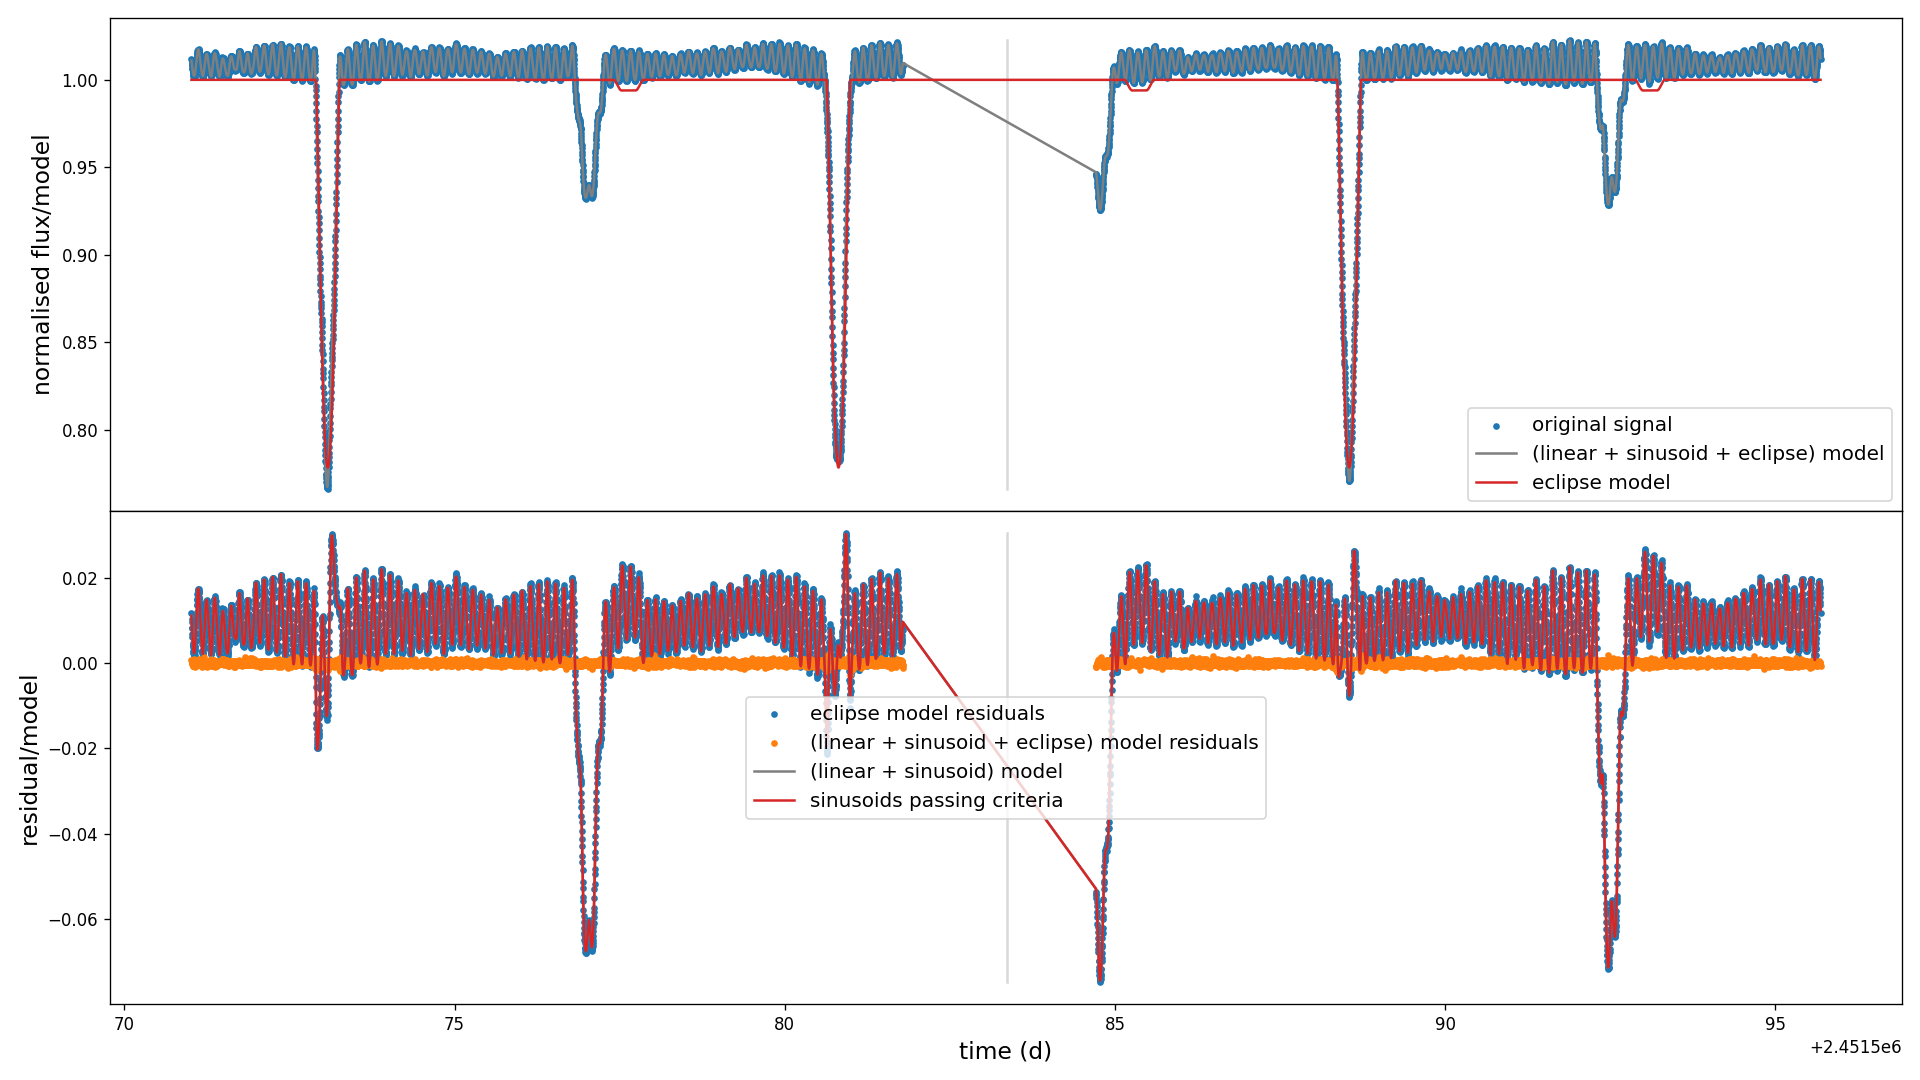 normalised flux/model
1.00
0.95
0.90
0.85
0.80
original signal
(linear + sinusoid + eclipse) model
eclipse model
residual/model
0.02
0.00
−0.02
−0.04
−0.06
eclipse model residuals
(linear + sinusoid + eclipse) model residuals
(linear + sinusoid) model
sinusoids passing criteria
70 75 80 85 90 95
time (d)
+2.4515e6